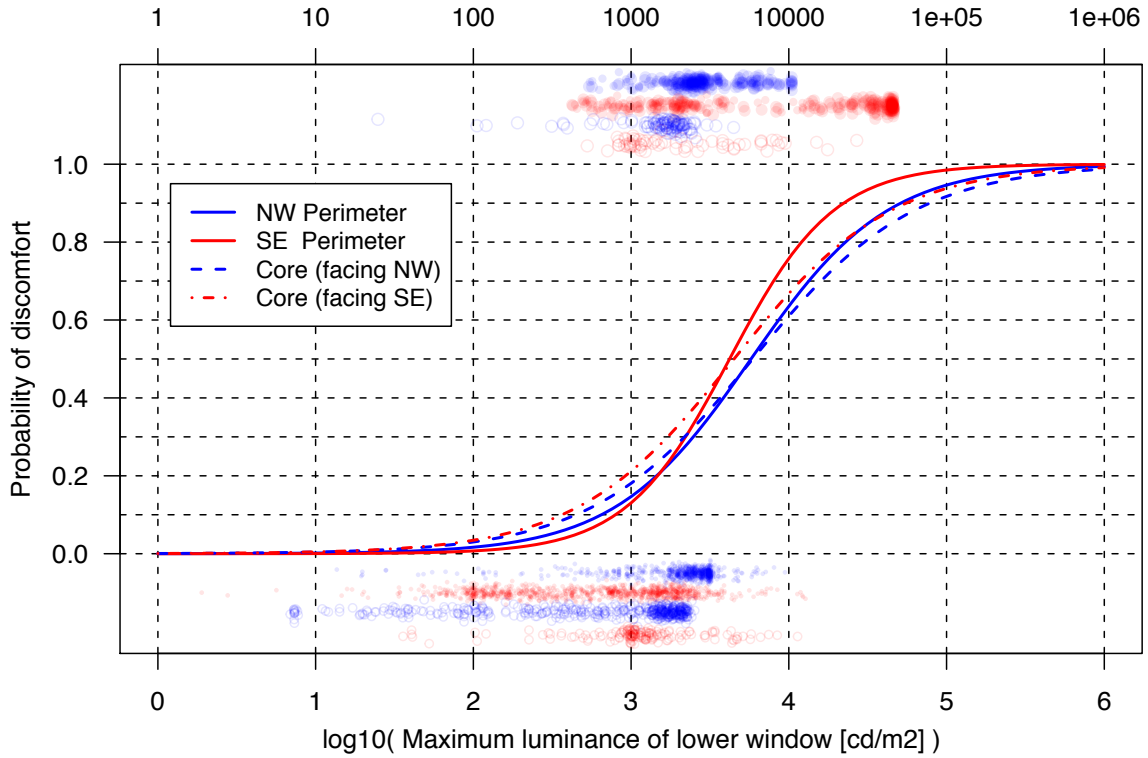 1 10 100 1000 10000 1e+05 1e+06
Probability of discomfort
1.0
0.8
0.6
0.4
0.2
0.0
NW Perimeter
SE Perimeter
Core (facing NW)
Core (facing SE)
0 1 2 3 4 5 6
log10( Maximum luminance of lower window [cd/m2] )